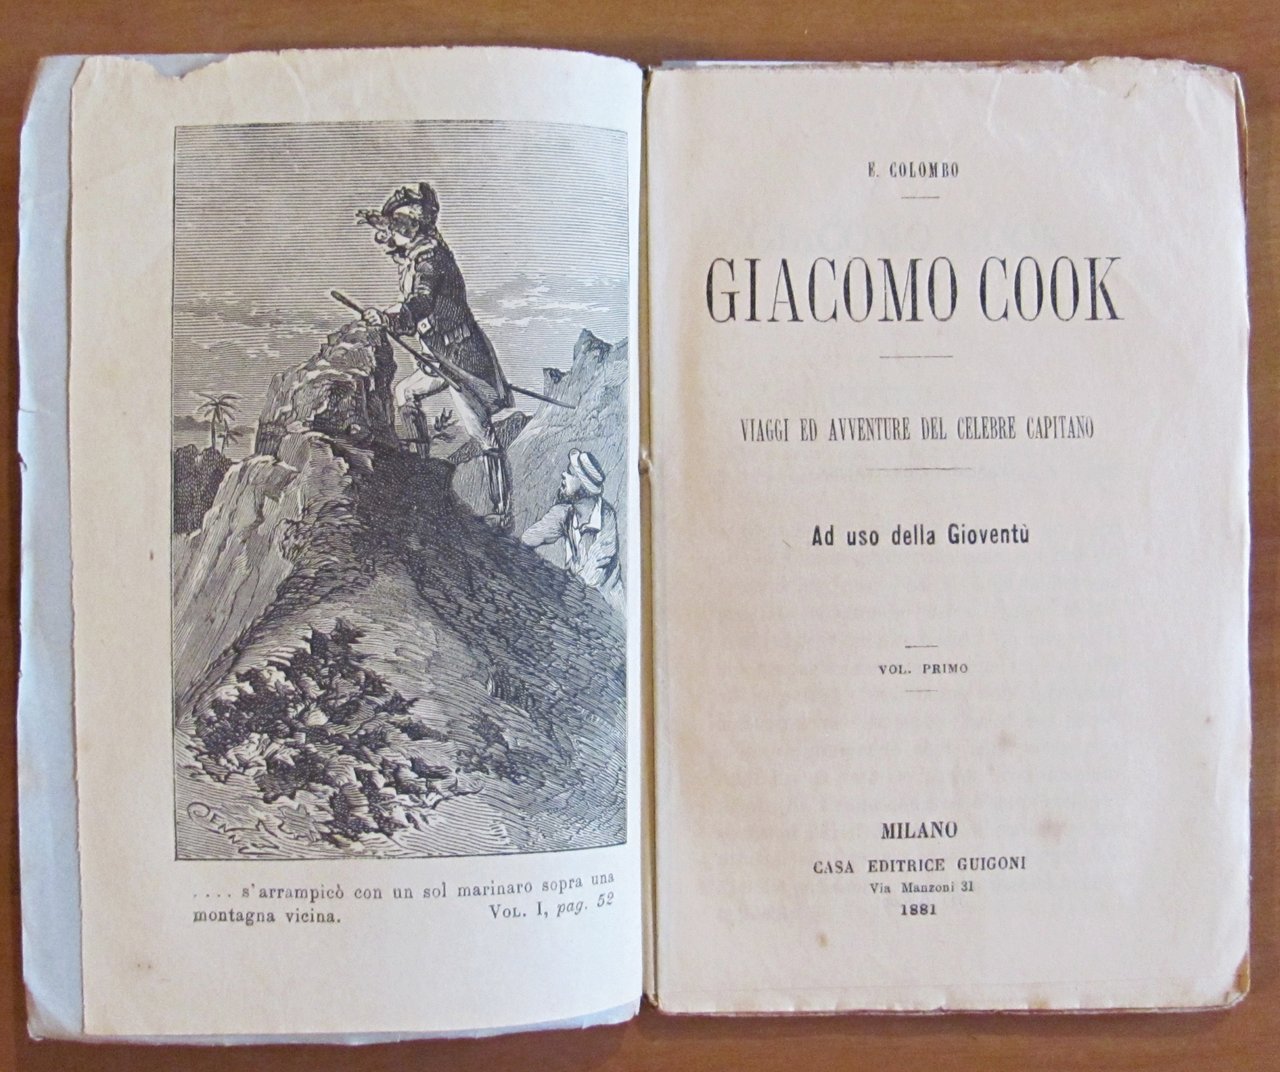 PENN
.... s'arrampicò con un sol marinaro sopra una
montagna vicina. VOL. I, pag. 52
E. COLOMBO
GIACOMO COOK
VIAGGI ED AVVENTURE DEL CELEBRE CAPITANO
Ad uso della Gioventù
VOL. PRIMO
MILANO
CASA EDITRICE GUIGONI
Via Manzoni 31
1881